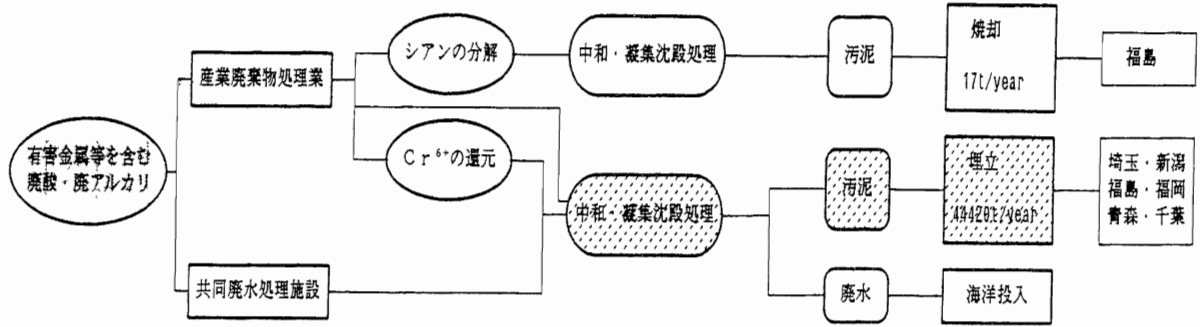 有害金属等を含む
廃酸・廃アルカリ
産業廃棄物処理業
共同廃水処理施設
シアンの分解
Cr⁶⁺の還元
中和・凝集沈殿処理
中和・凝集沈殿処理
汚泥
焼却
17t/year
福島
汚泥
埋立
44420t/year
埼玉・新潟
福島・福岡
青森・千葉
廃水
海洋投入